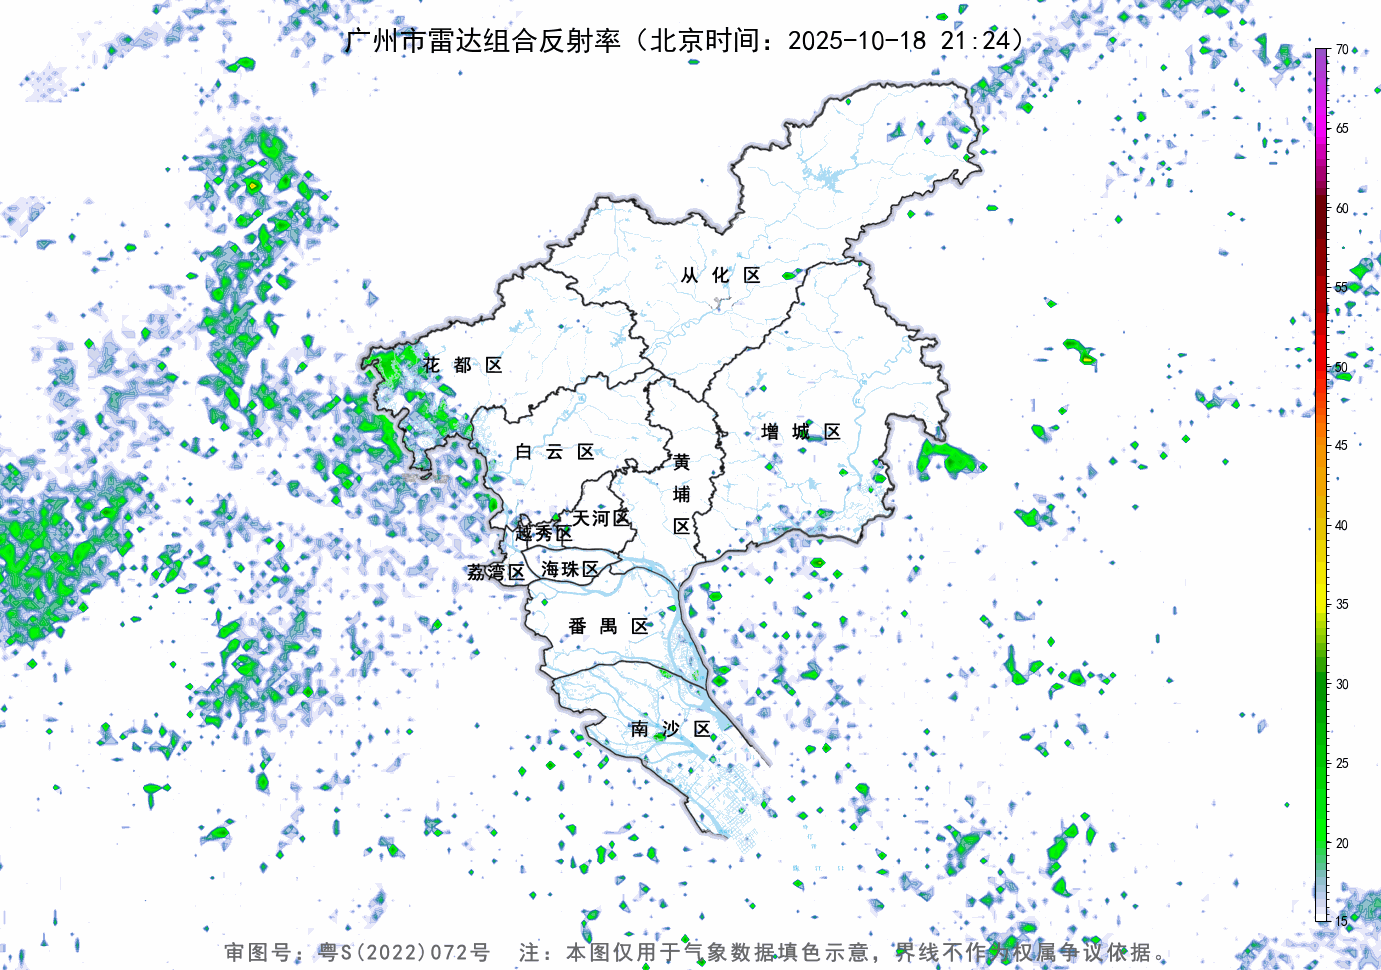 广州市雷达组合反射率（北京时间：2025-10-18 21:24）
70
65
60
55
50
45
40
35
30
25
20
15
从化区
花都区
增城区
白云区
黄埔区
天河区
越秀区
荔湾区
海珠区
番禺区
南沙区
审图号：粤S(2022)072号 注：本图仅用于气象数据填色示意，界线不作为权属争议依据。